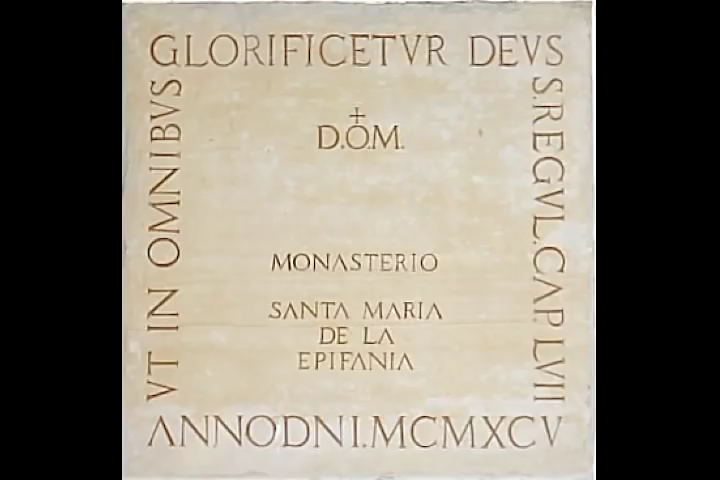 VT IN OMNIBVS
GLORIFICETVR DEVS
S. REGVL. CAP. LVII
D.O.M.
MONASTERIO
SANTA MARIA
DE LA
EPIFANIA
ANNO DNI. MCMXCV